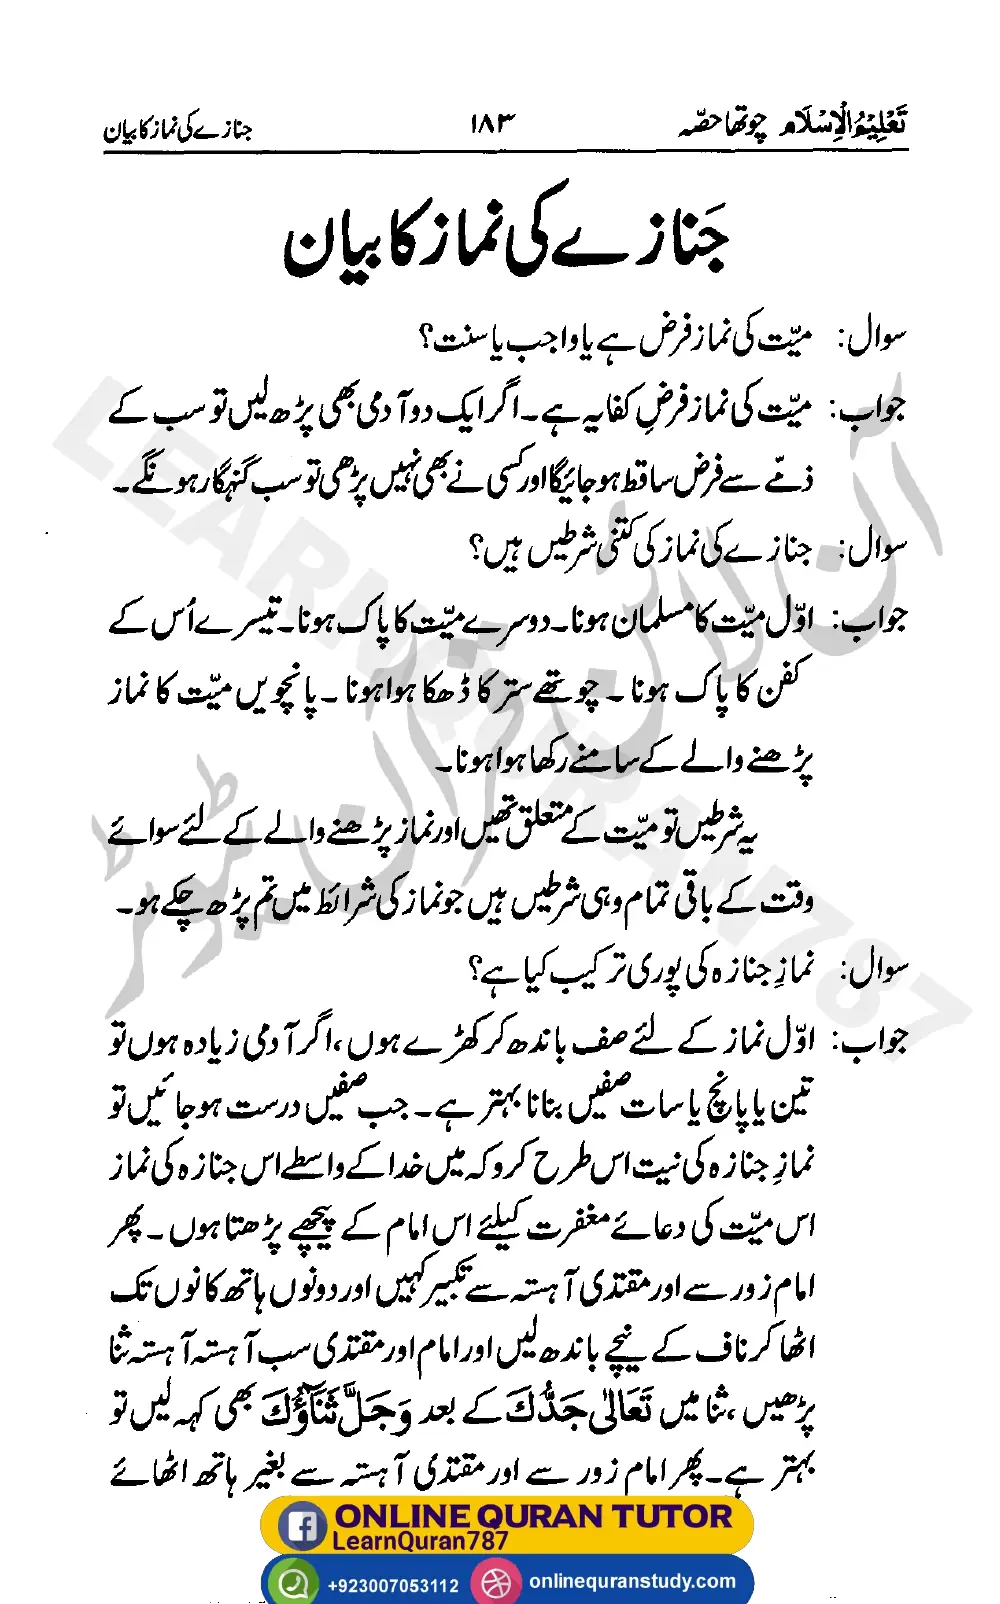 تَعْلِيْمُ الْاِسْلَام چوتھا حصّہ ۱۸۳ جنازے کی نماز کا بیان
جَنازے کی نماز کا بیان
سوال: میّت کی نماز فرض ہے یا واجب یا سنت؟
جواب: میّت کی نماز فرضِ کفایہ ہے۔ اگر ایک دو آدمی بھی پڑھ لیں تو سب کے
ذمّے سے فرض ساقط ہو جائیگا اور کسی نے بھی نہیں پڑھی تو سب گنہگار ہونگے۔
سوال: جنازے کی نماز کی کتنی شرطیں ہیں؟
جواب: اوّل میّت کا مسلمان ہونا۔ دوسرے میّت کا پاک ہونا۔ تیسرے اُس کے
کفن کا پاک ہونا ۔ چوتھے ستر کا ڈھکا ہوا ہونا ۔ پانچویں میّت کا نماز
پڑھنے والے کے سامنے رکھا ہوا ہونا۔
یہ شرطیں تو میّت کے متعلق تھیں اور نماز پڑھنے والے کے لئے سوائے
وقت کے باقی تمام وہی شرطیں ہیں جو نماز کی شرائط میں تم پڑھ چکے ہو۔
سوال: نمازِ جنازہ کی پوری ترکیب کیا ہے؟
جواب: اوّل نماز کے لئے صف باندھ کر کھڑے ہوں ، اگر آدمی زیادہ ہوں تو
تین یا پانچ یا سات صفیں بنانا بہتر ہے۔ جب صفیں درست ہو جائیں تو
نمازِ جنازہ کی نیت اس طرح کرو کہ میں خدا کے واسطے اس جنازہ کی نماز
اس میّت کی دعائے مغفرت کیلئے اس امام کے پیچھے پڑھتا ہوں ۔ پھر
امام زور سے اور مقتدی آہستہ سے تکبیر کہیں اور دونوں ہاتھ کانوں تک
اٹھا کر ناف کے نیچے باندھ لیں اور امام اور مقتدی سب آہستہ آہستہ ثنا
پڑھیں ، ثنا میں تَعَالٰى جَدُّكَ کے بعد وَجَلَّ ثَنَآؤُكَ بھی کہہ لیں تو
بہتر ہے۔ پھر امام زور سے اور مقتدی آہستہ سے بغیر ہاتھ اٹھائے
LEARNQURAN787
آن لائن قرآن ٹیوٹر
ONLINE QURAN TUTOR
LearnQuran787
+923007053112 onlinequranstudy.com